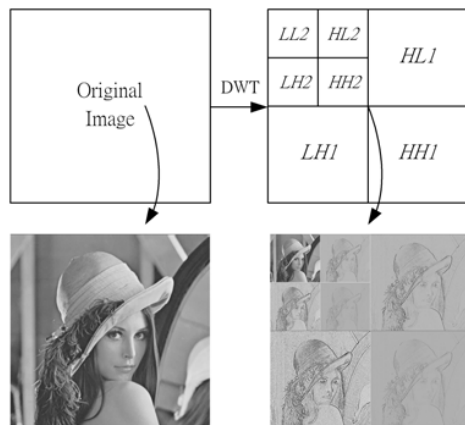 Original
Image
DWT
LL2
HL2
LH2
HH2
HL1
LH1
HH1